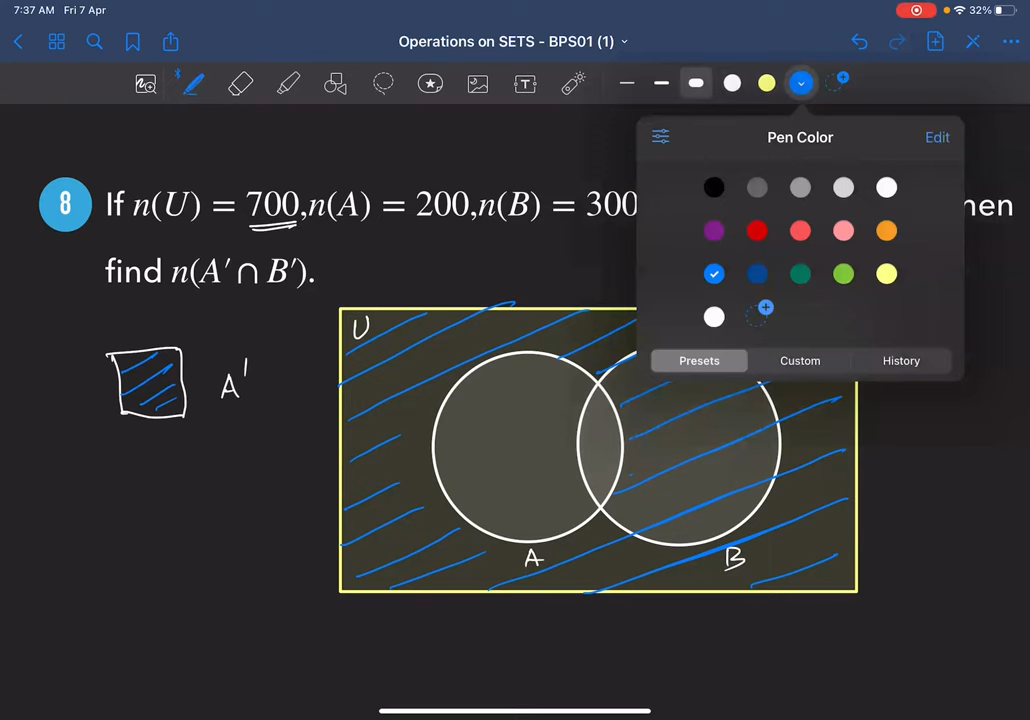 7:37 AM Fri 7 Apr
32%
Operations on SETS - BPS01 (1)
T
Pen Color
Edit
8 If n(U) = 700,n(A) = 200,n(B) = 300
find n(A′ ∩ B′).
Presets
Custom
History
U
A'
A
B